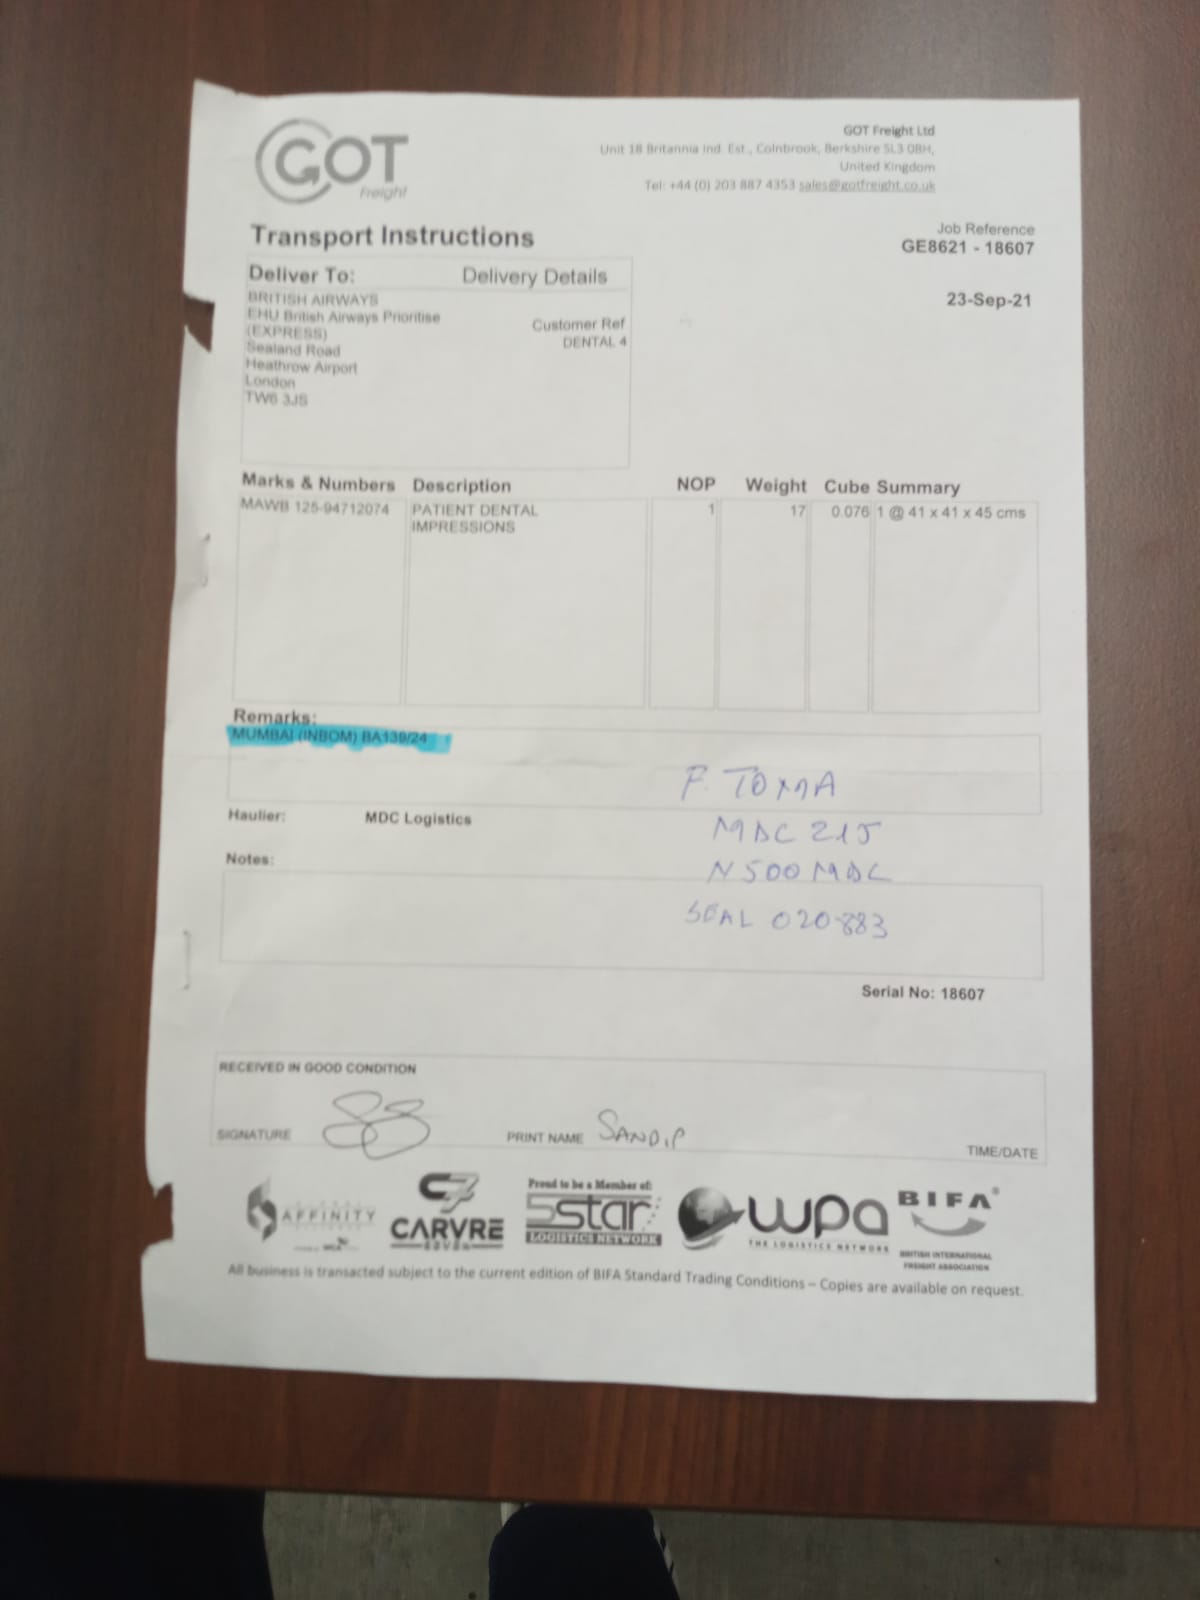 GOT
Freight
GOT Freight Ltd
Unit 18 Britannia Ind. Est., Colnbrook, Berkshire SL3 0BH,
United Kingdom
Tel: +44 (0) 203 887 4353 sales@gotfreight.co.uk
Transport Instructions
Job Reference
GE8621 - 18607
23-Sep-21
Deliver To: Delivery Details
BRITISH AIRWAYS
EHU British Airways Prioritise
(EXPRESS)
Sealand Road
Heathrow Airport
London
TW6 3JS
Customer Ref
DENTAL 4
Marks & Numbers Description NOP Weight Cube Summary
MAWB 125-94712074 PATIENT DENTAL 1 17 0.076 1 @ 41 x 41 x 45 cms
IMPRESSIONS
Remarks:
MUMBAI (INBOM) BA139/24
F. TOMA
Haulier: MDC Logistics
MDC 215
Notes:
N500 MDC
SEAL 020883
Serial No: 18607
RECEIVED IN GOOD CONDITION
SIGNATURE PRINT NAME SANDIP TIME/DATE
AFFINITY
C7
CARVRE
Proud to be a Member of:
5star
LOGISTICS NETWORK
wpa
THE LOGISTICS NETWORK
BIFA®
BRITISH INTERNATIONAL
FREIGHT ASSOCIATION
All business is transacted subject to the current edition of BIFA Standard Trading Conditions – Copies are available on request.